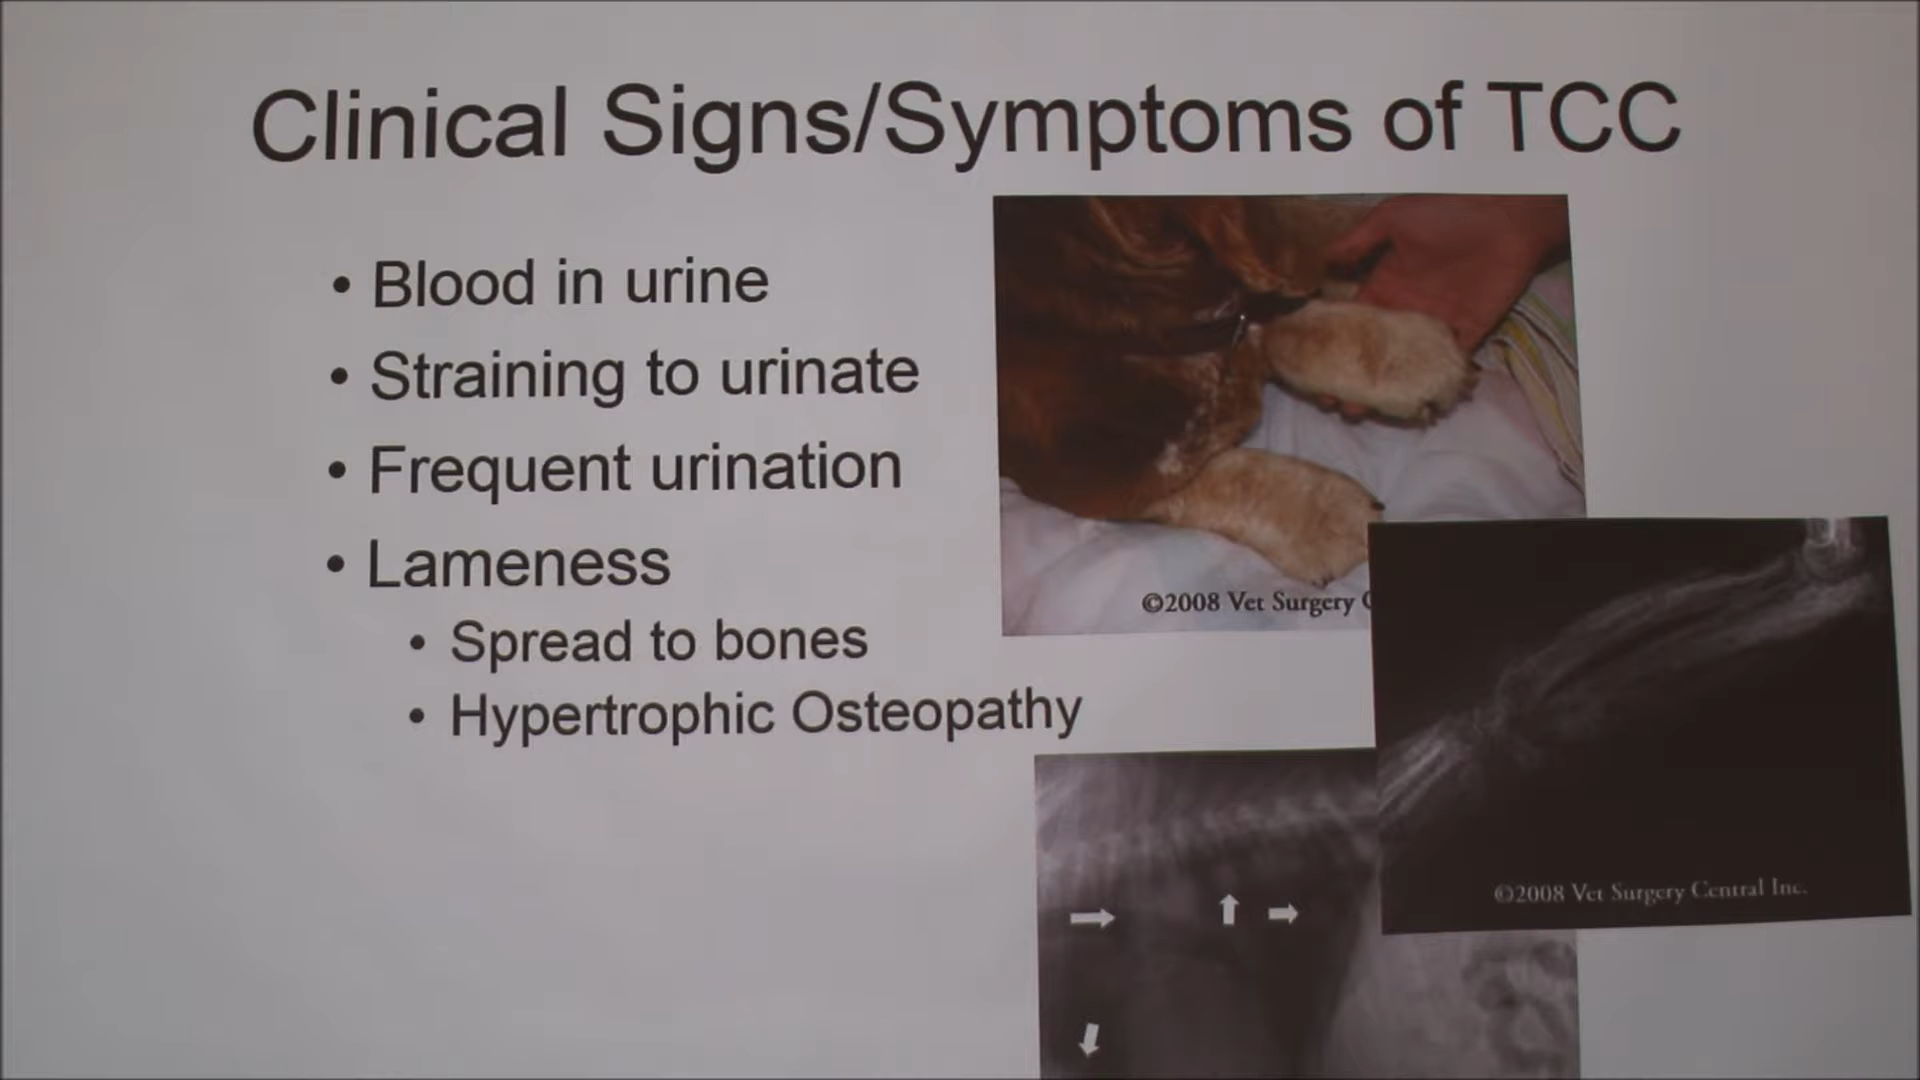 Clinical Signs/Symptoms of TCC
• Blood in urine
• Straining to urinate
• Frequent urination
• Lameness
• Spread to bones
• Hypertrophic Osteopathy
©2008 Vet Surgery C
©2008 Vet Surgery Central Inc.